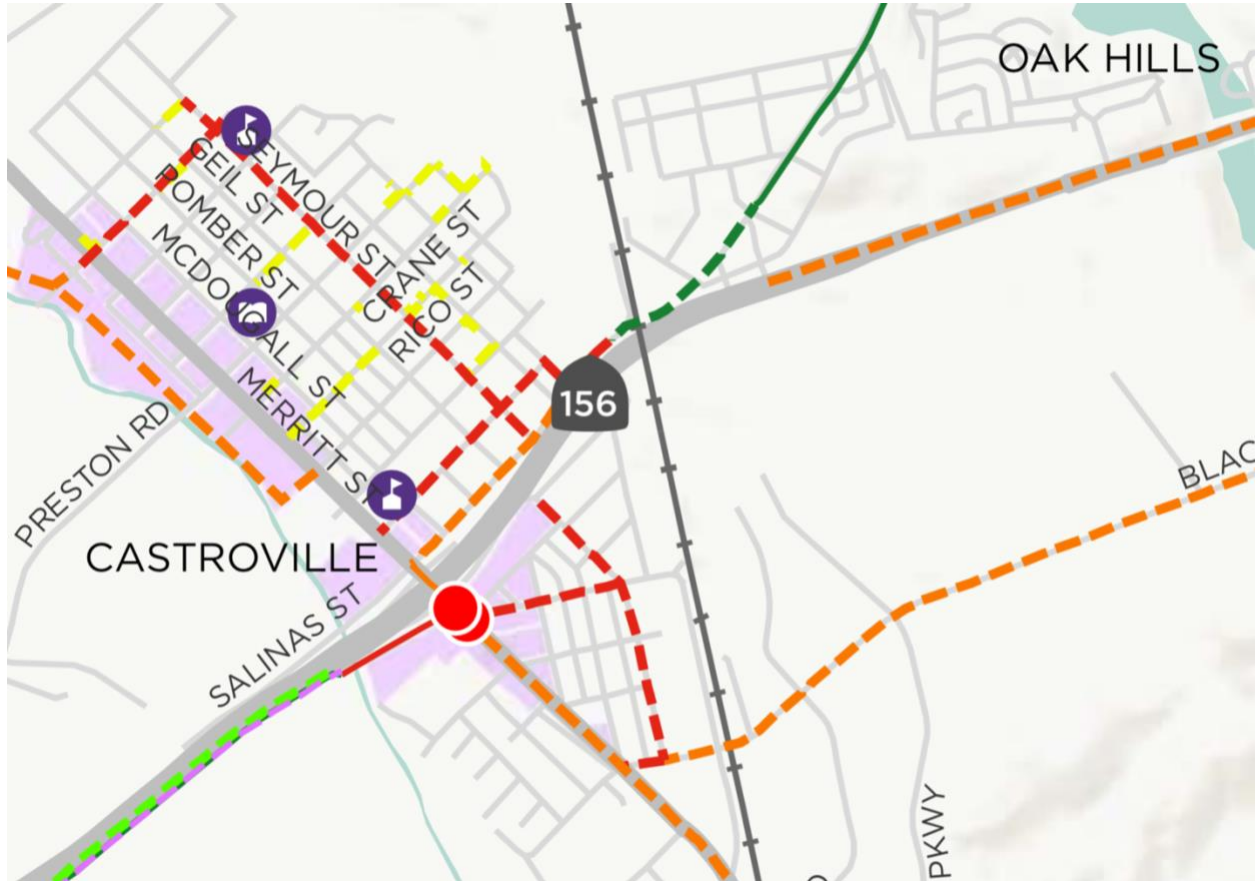 OAK HILLS
SEYMOUR ST
GEIL ST
POMBER ST
CRANE ST
MCDOUGALL ST
RICO ST
MERRITT ST
156
PRESTON RD
BLAC
CASTROVILLE
SALINAS ST
PKWY